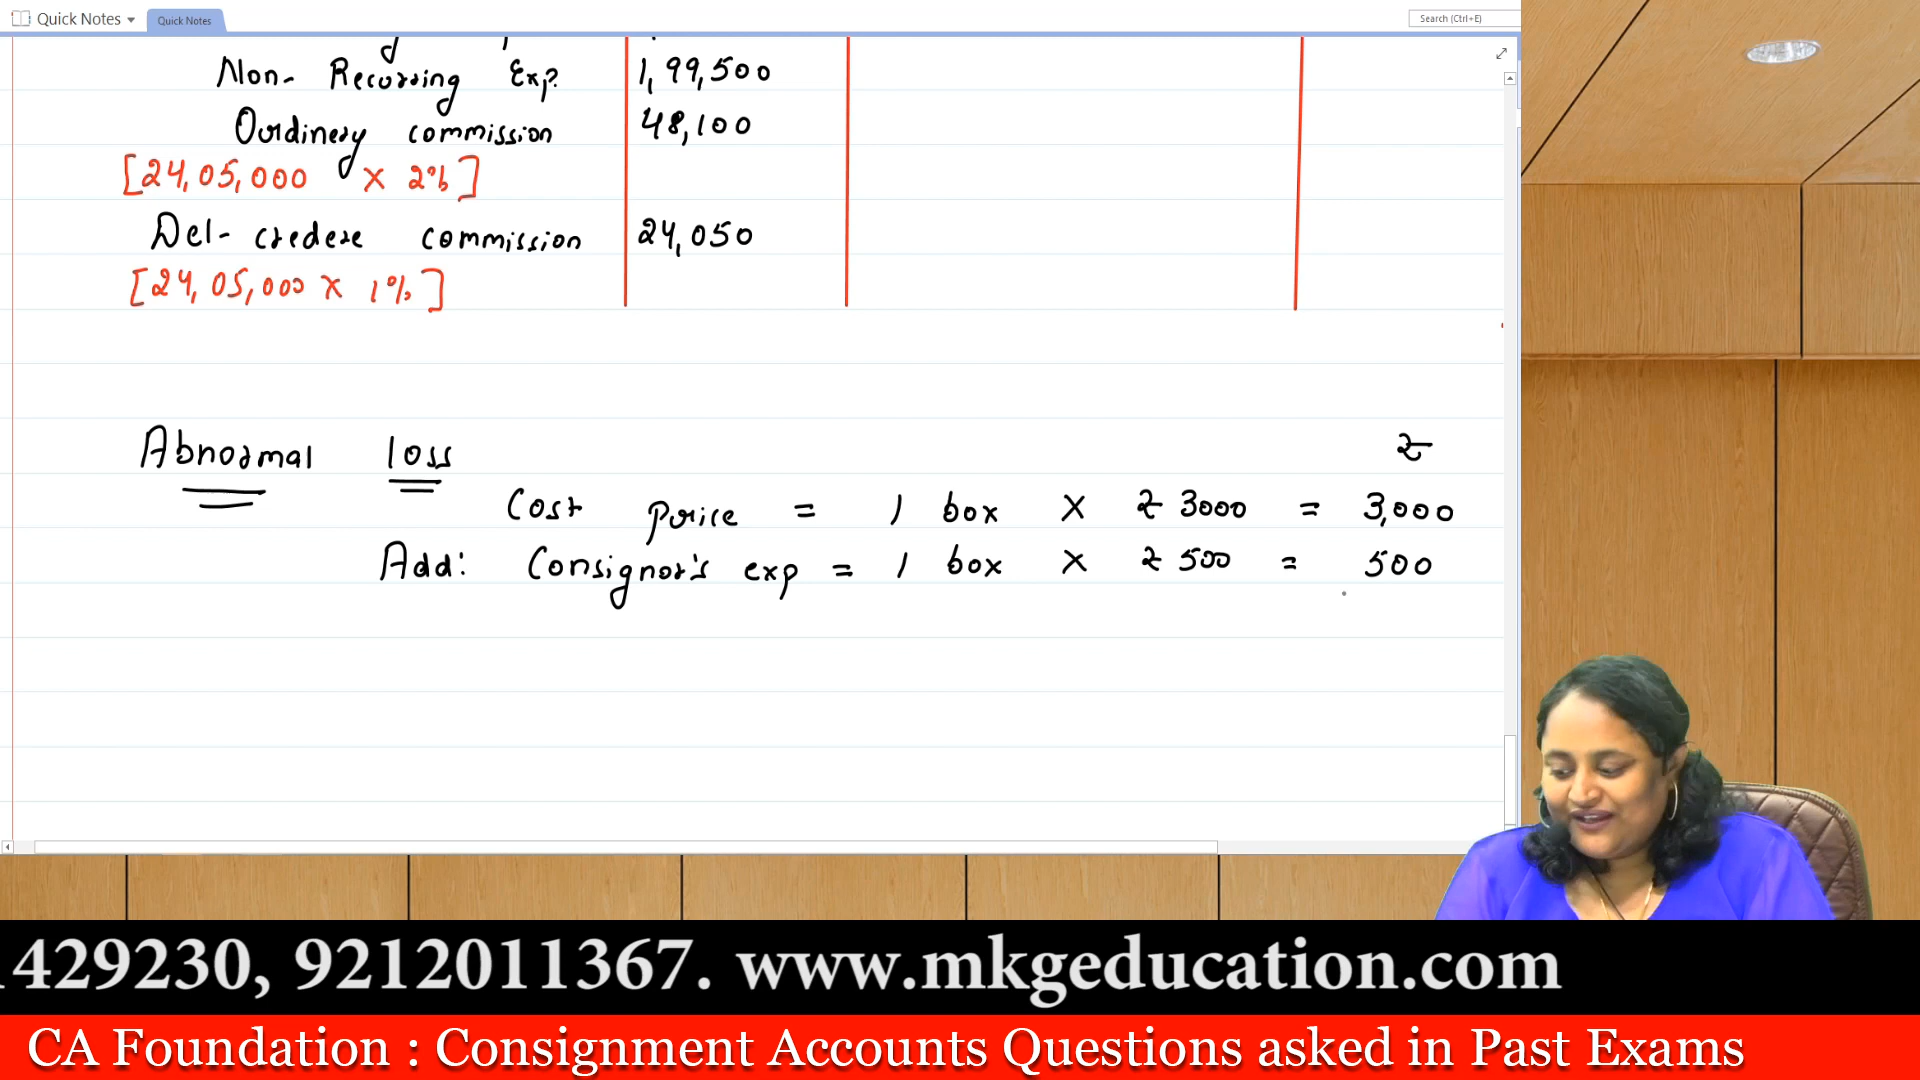 Quick Notes
Quick Notes
Search (Ctrl+E)
Non- Recurring Exp. 1,99,500
Ordinery commission 48,100
[24,05,000 X 2%]
Del- credere commission 24,050
[24,05,000 X 1%]
Abnormal loss ₹
Cost price = 1 box X ₹ 3000 = 3,000
Add: Consignor's exp = 1 box X ₹ 500 = 500
429230, 9212011367. www.mkgeducation.com
CA Foundation : Consignment Accounts Questions asked in Past Exams